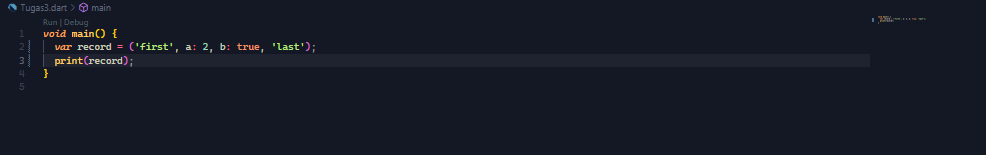 Tugas3.dart > main
Run | Debug
1 void main() {
2 var record = ('first', a: 2, b: true, 'last');
3 print(record);
4 }
5